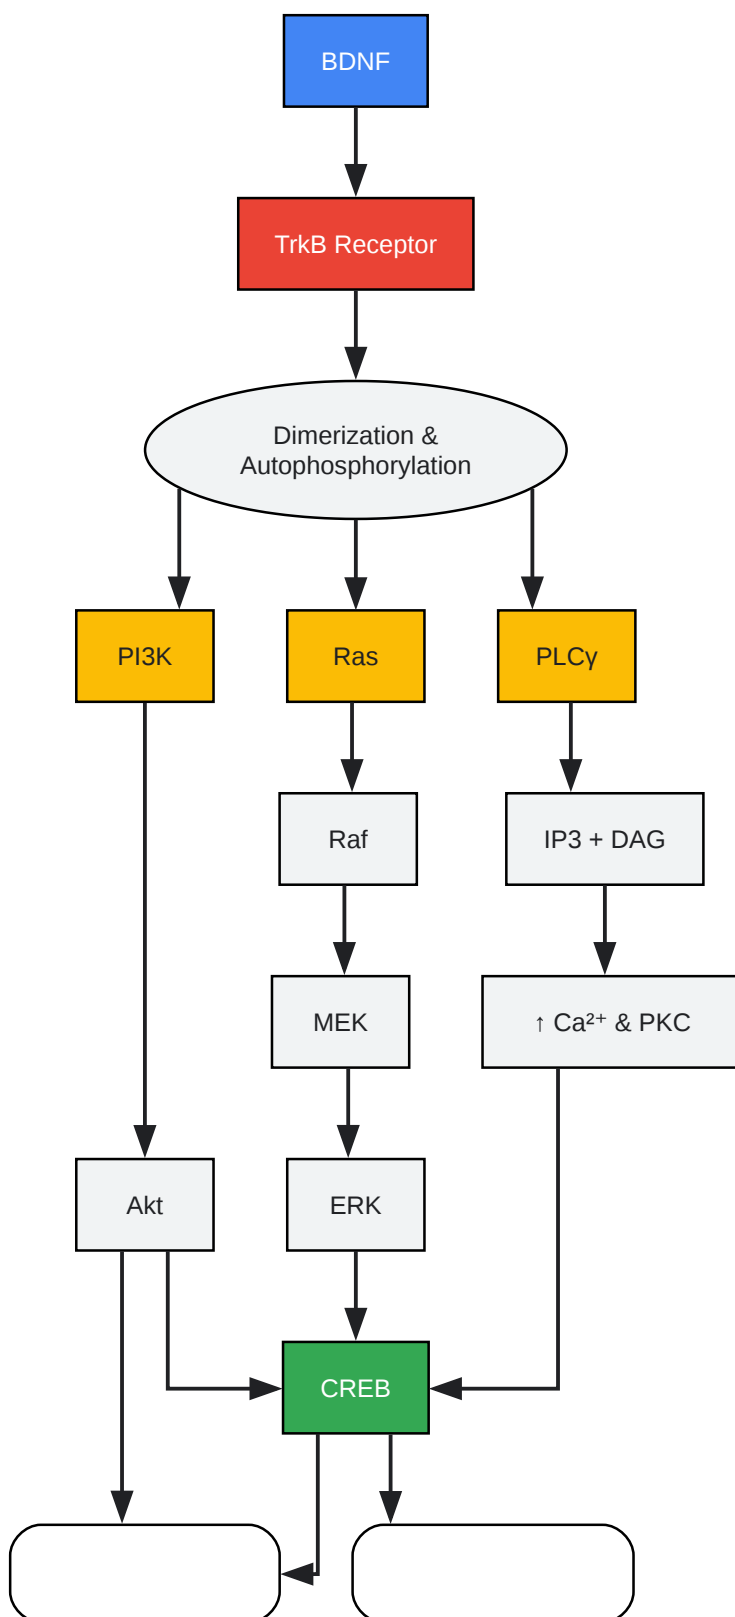 BDNF
TrkB Receptor
Dimerization &
Autophosphorylation
PI3K
Ras
PLCγ
Raf
IP3 + DAG
MEK
↑ Ca²⁺ & PKC
Akt
ERK
CREB